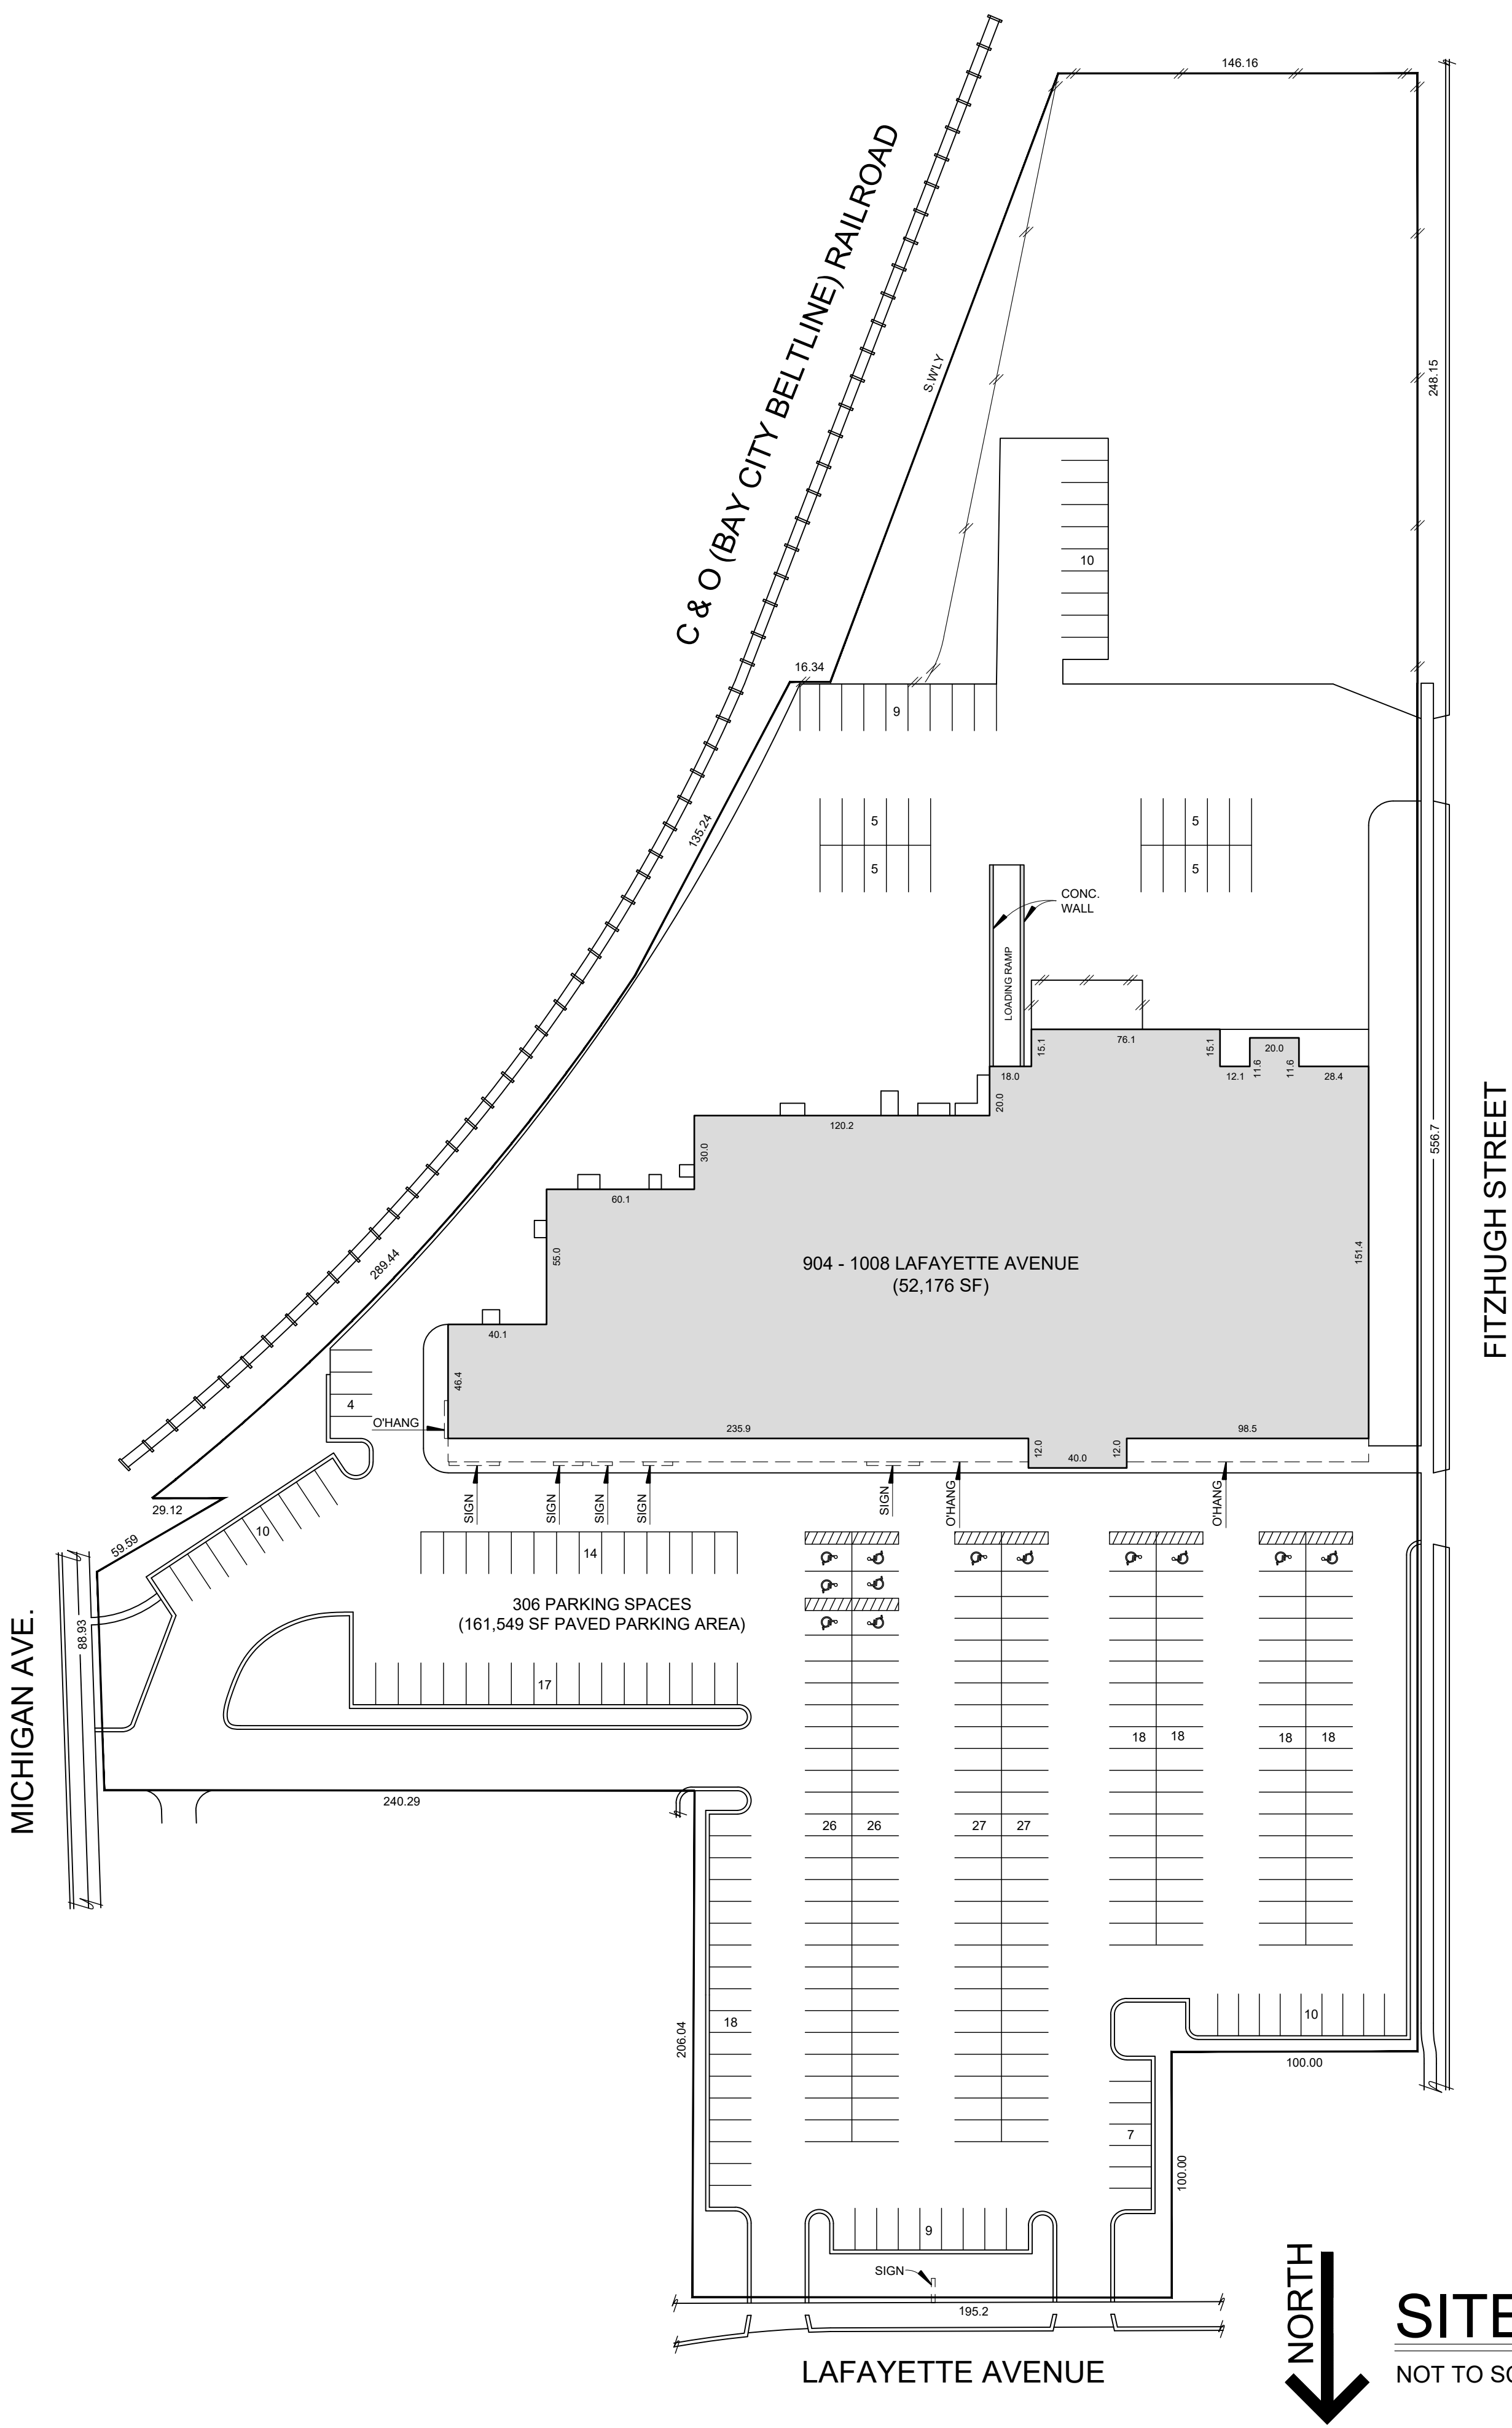 146.16
C & O (BAY CITY BELTLINE) RAILROAD
S.W'LY
248.15
10
16.34
9
135.24
5
5
5
5
CONC.
WALL
LOADING RAMP
15.1
76.1
15.1
20.0
11.6
11.6
18.0
12.1
28.4
20.0
120.2
30.0
556.7
FITZHUGH STREET
60.1
55.0
151.4
289.44
904 - 1008 LAFAYETTE AVENUE
(52,176 SF)
40.1
46.4
4
O'HANG
235.9
98.5
12.0
40.0
12.0
SIGN
SIGN
SIGN
SIGN
SIGN
O'HANG
O'HANG
29.12
59.59
10
14
306 PARKING SPACES
(161,549 SF PAVED PARKING AREA)
88.93
MICHIGAN AVE.
17
18
18
18
18
240.29
26
26
27
27
206.04
18
10
100.00
7
100.00
9
SIGN
195.2
LAFAYETTE AVENUE
NORTH
SITE
NOT TO